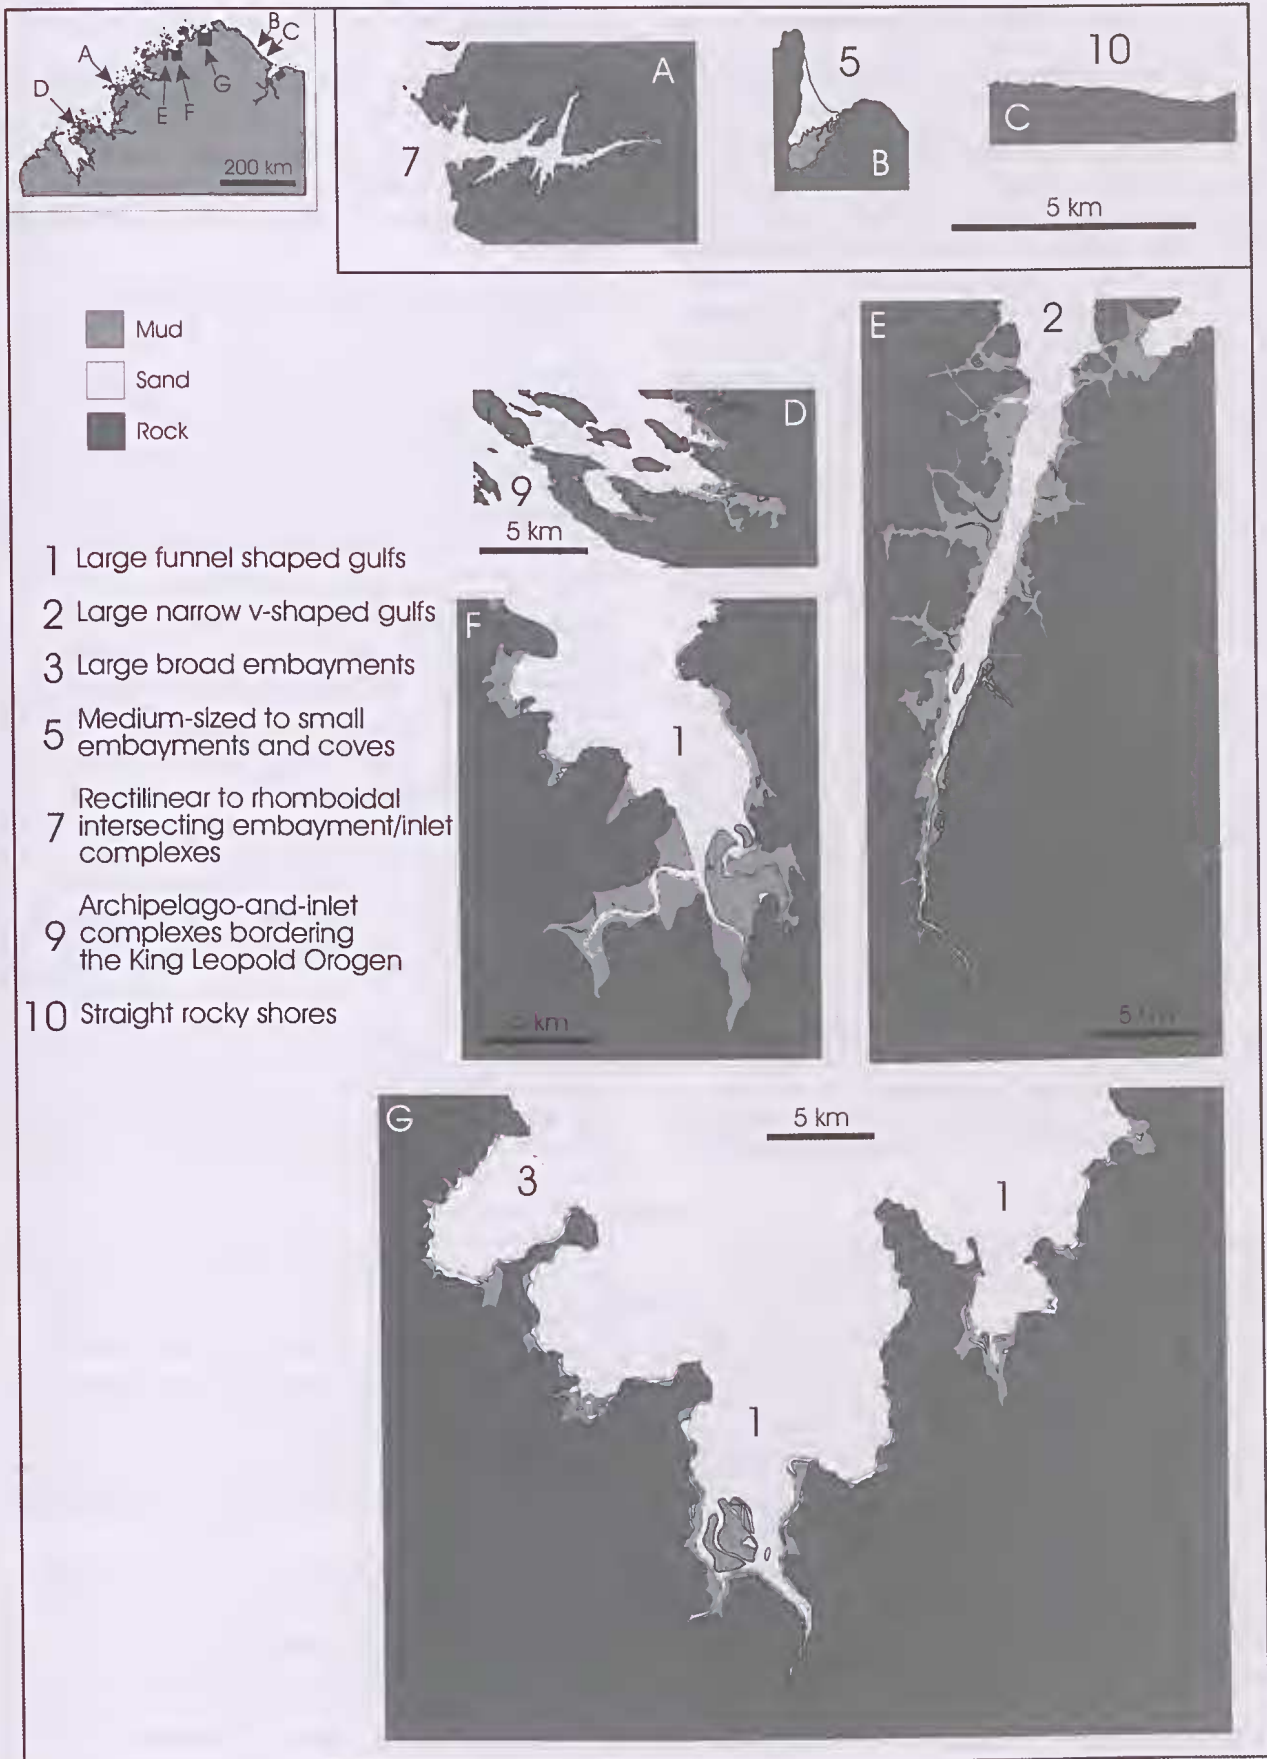 B
C
A
D
G
E F
200 km
A
7
5
B
10
C
5 km
Mud
Sand
Rock
D
9
5 km
E
2
1 Large funnel shaped gulfs
2 Large narrow v-shaped gulfs
3 Large broad embayments
5 Medium-sized to small
embayments and coves
7 Rectilinear to rhomboidal
intersecting embayment/inlet
complexes
9 Archipelago-and-inlet
complexes bordering
the King Leopold Orogen
10 Straight rocky shores
F
1
km
5 km
G
5 km
3
1
1